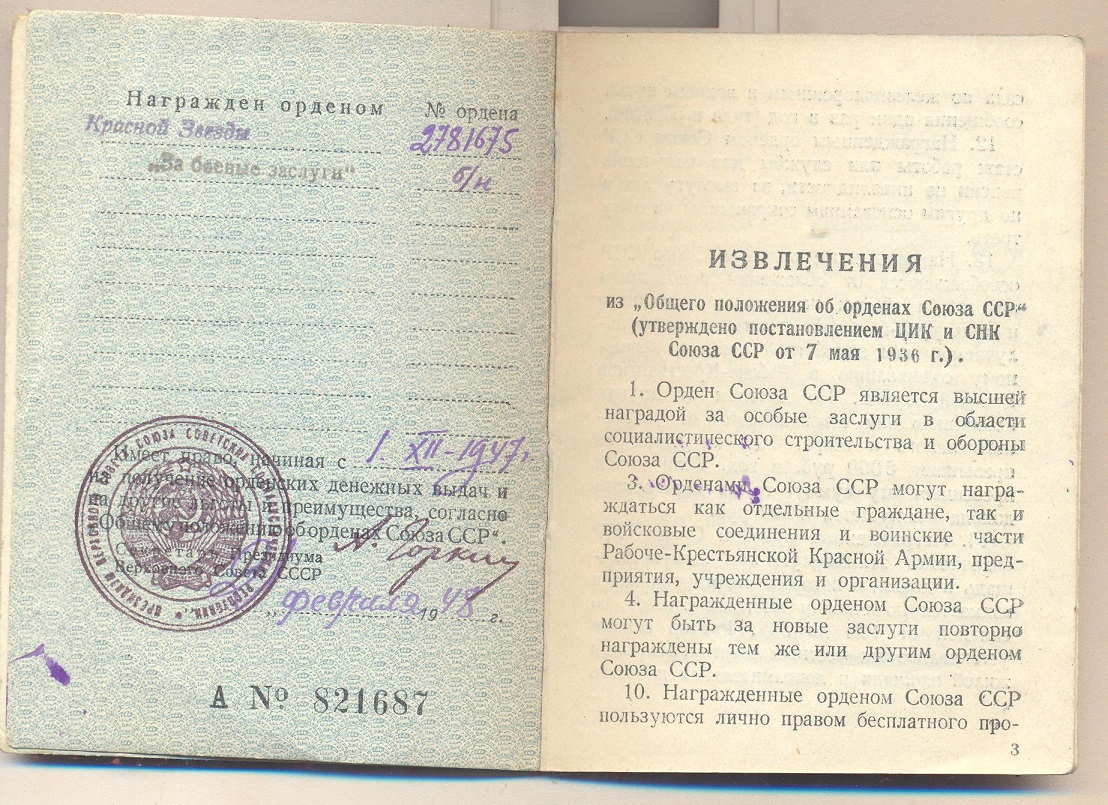 Награжден орденом № ордена
Красной Звезды 2781675
„За боевые заслуги“ б/н
Имеет право, начиная с 1. XII-1947 г.
на получение орденских денежных выдач и
на другие льготы и преимущества, согласно
„Общему положению об орденах Союза ССР“.
Секретарь Президиума
Верховного Совета СССР
А. Горкин
февраля 1948 г.
А № 821687
ИЗВЛЕЧЕНИЯ
из „Общего положения об орденах Союза ССР“
(утверждено постановлением ЦИК и СНК
Союза ССР от 7 мая 1936 г.).
1. Орден Союза ССР является высшей
наградой за особые заслуги в области
социалистического строительства и обороны
Союза ССР.
3. Орденами Союза ССР могут награ-
ждаться как отдельные граждане, так и
войсковые соединения и воинские части
Рабоче-Крестьянской Красной Армии, пред-
приятия, учреждения и организации.
4. Награжденные орденом Союза ССР
могут быть за новые заслуги повторно
награждены тем же или другим орденом
Союза ССР.
10. Награжденные орденом Союза ССР
пользуются лично правом бесплатного про-
3